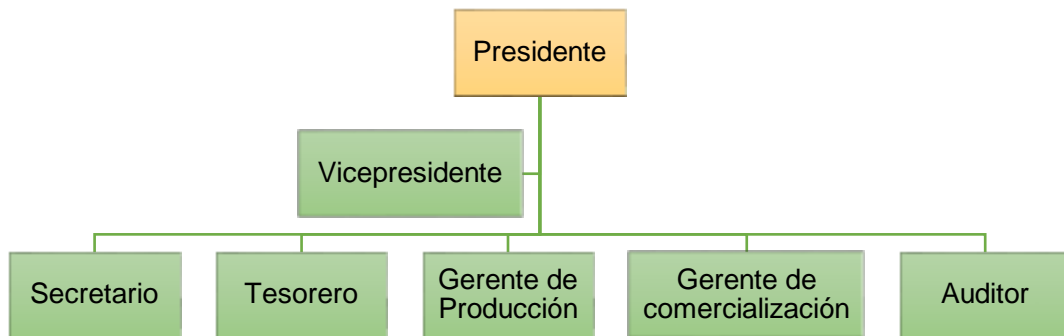 Presidente
Vicepresidente
Secretario
Tesorero
Gerente de
Producción
Gerente de
comercialización
Auditor